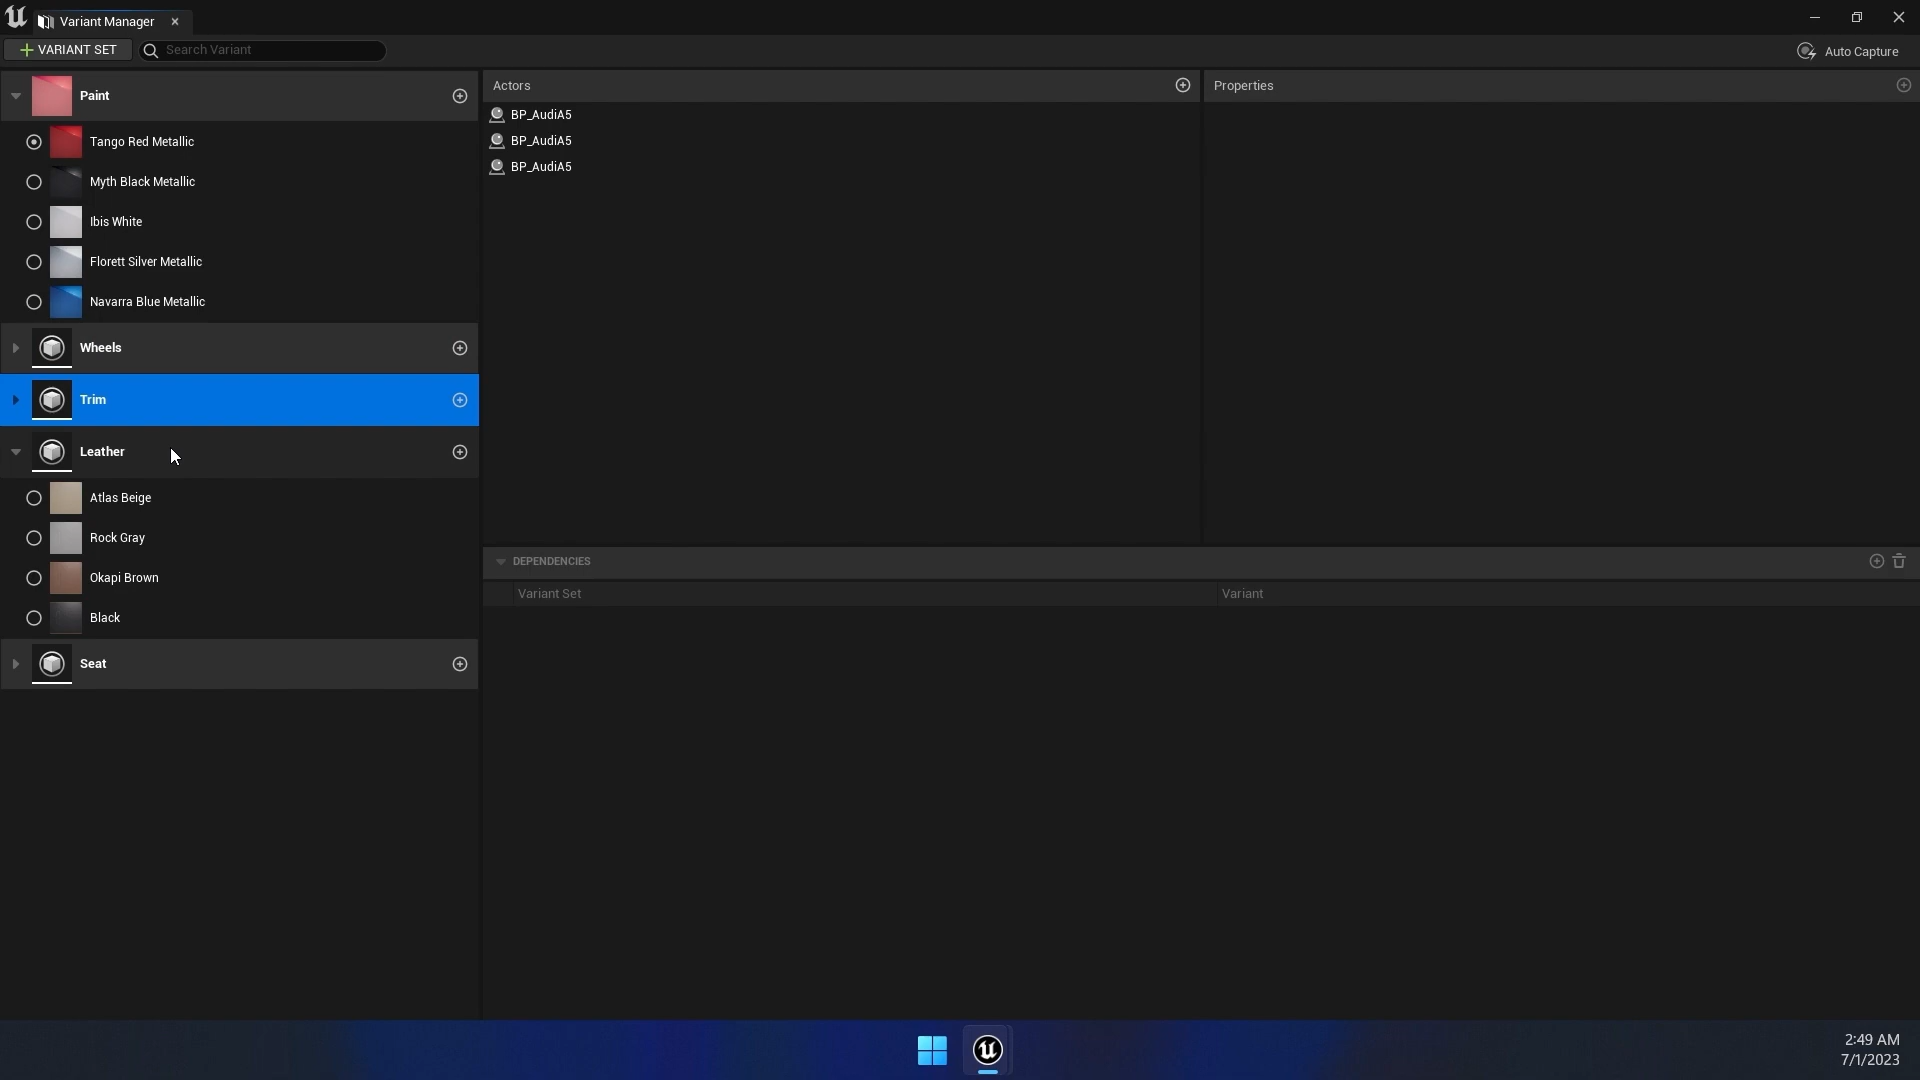 Variant Manager
VARIANT SET
Search Variant
Auto Capture
Paint
Tango Red Metallic
Myth Black Metallic
Ibis White
Florett Silver Metallic
Navarra Blue Metallic
Wheels
Trim
Leather
Atlas Beige
Rock Gray
Okapi Brown
Black
Seat
Actors
BP_AudiA5
BP_AudiA5
BP_AudiA5
Properties
DEPENDENCIES
Variant Set
Variant
2:49 AM
7/1/2023